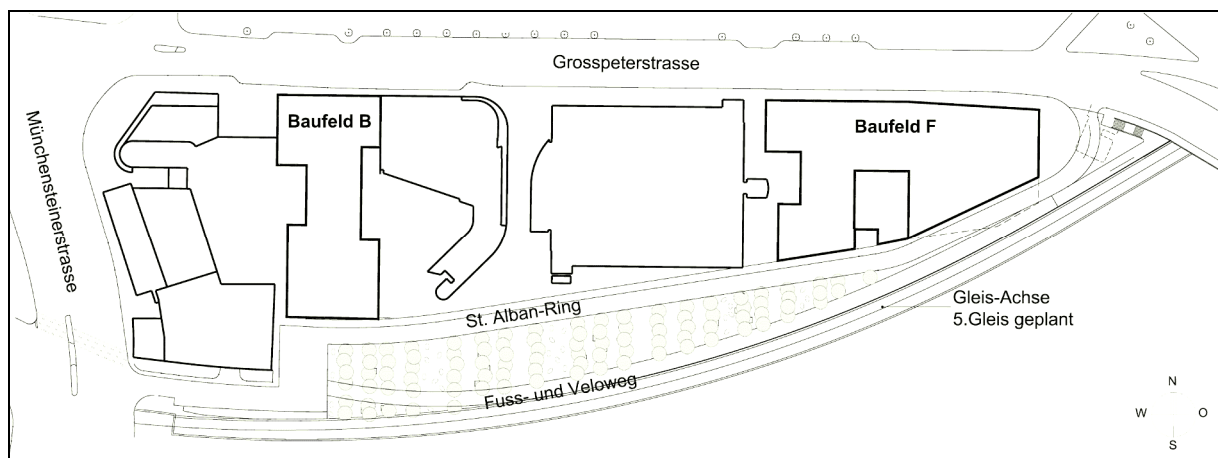 Grosspeterstrasse
Münchensteinerstrasse
Baufeld B
Baufeld F
St. Alban-Ring
Gleis-Achse
5.Gleis geplant
Fuss- und Veloweg
N
W O
S